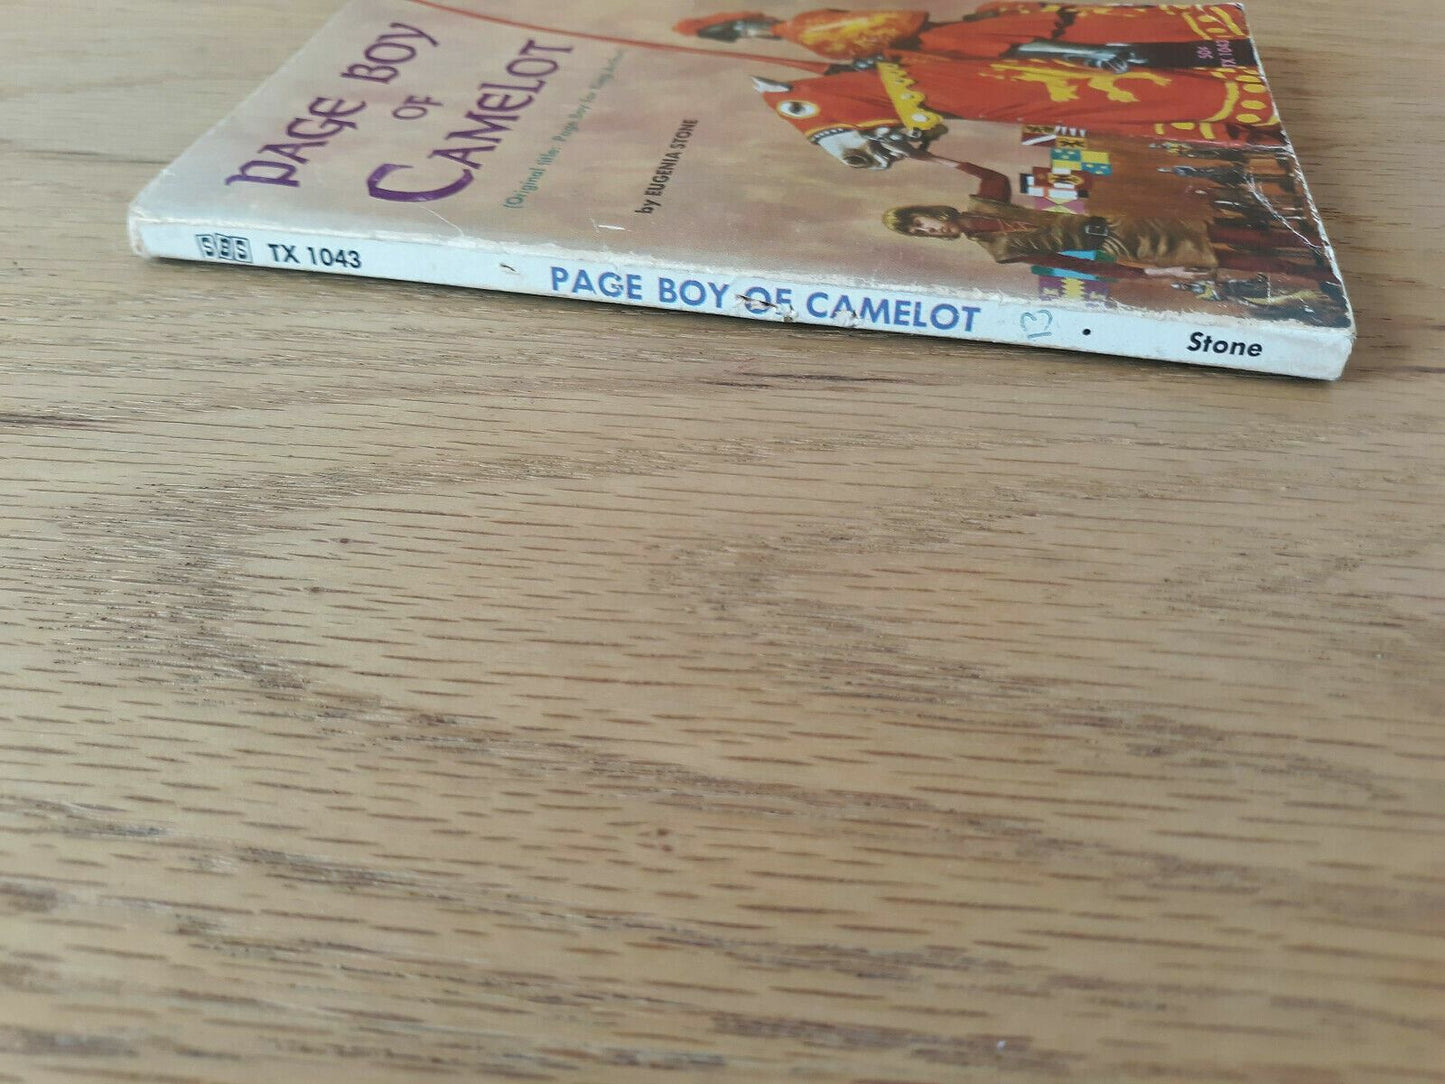 PAGE BOY
OF
CAMELOT
(Original title: Page Boy for King Arthur)
by EUGENIA STONE
50¢
TX 1043
SBS TX 1043 PAGE BOY OF CAMELOT 13 • Stone